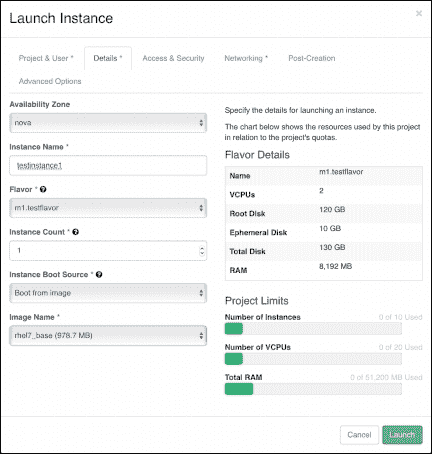 Launch Instance
×
Project & User *
Details *
Access & Security
Networking *
Post-Creation
Advanced Options
Availability Zone
nova
Instance Name *
testinstance1
Flavor * ?
m1.testflavor
Instance Count * ?
1
Instance Boot Source * ?
Boot from image
Image Name *
rhel7_base (978.7 MB)
Specify the details for launching an instance.
The chart below shows the resources used by this project
in relation to the project's quotas.
Flavor Details
Name m1.testflavor
VCPUs 2
Root Disk 120 GB
Ephemeral Disk 10 GB
Total Disk 130 GB
RAM 8,192 MB
Project Limits
Number of Instances 0 of 10 Used
Number of VCPUs 0 of 20 Used
Total RAM 0 of 51,200 MB Used
Cancel
Launch